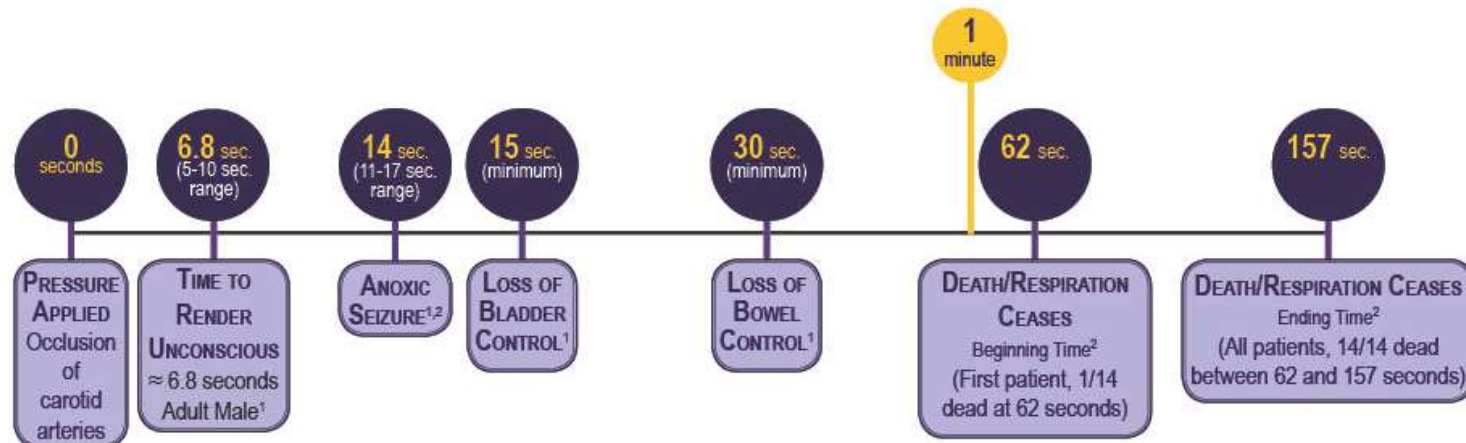 1
minute
0
seconds
6.8 sec.
(5-10 sec.
range)
14 sec.
(11-17 sec.
range)
15 sec.
(minimum)
30 sec.
(minimum)
62 sec.
157 sec.
PRESSURE
APPLIED
Occlusion
of
carotid
arteries
TIME TO
RENDER
UNCONSCIOUS
≈ 6.8 seconds
Adult Male¹
ANOXIC
SEIZURE¹,²
LOSS OF
BLADDER
CONTROL¹
LOSS OF
BOWEL
CONTROL¹
DEATH/RESPIRATION
CEASES
Beginning Time²
(First patient, 1/14
dead at 62 seconds)
DEATH/RESPIRATION CEASES
Ending Time²
(All patients, 14/14 dead
between 62 and 157 seconds)